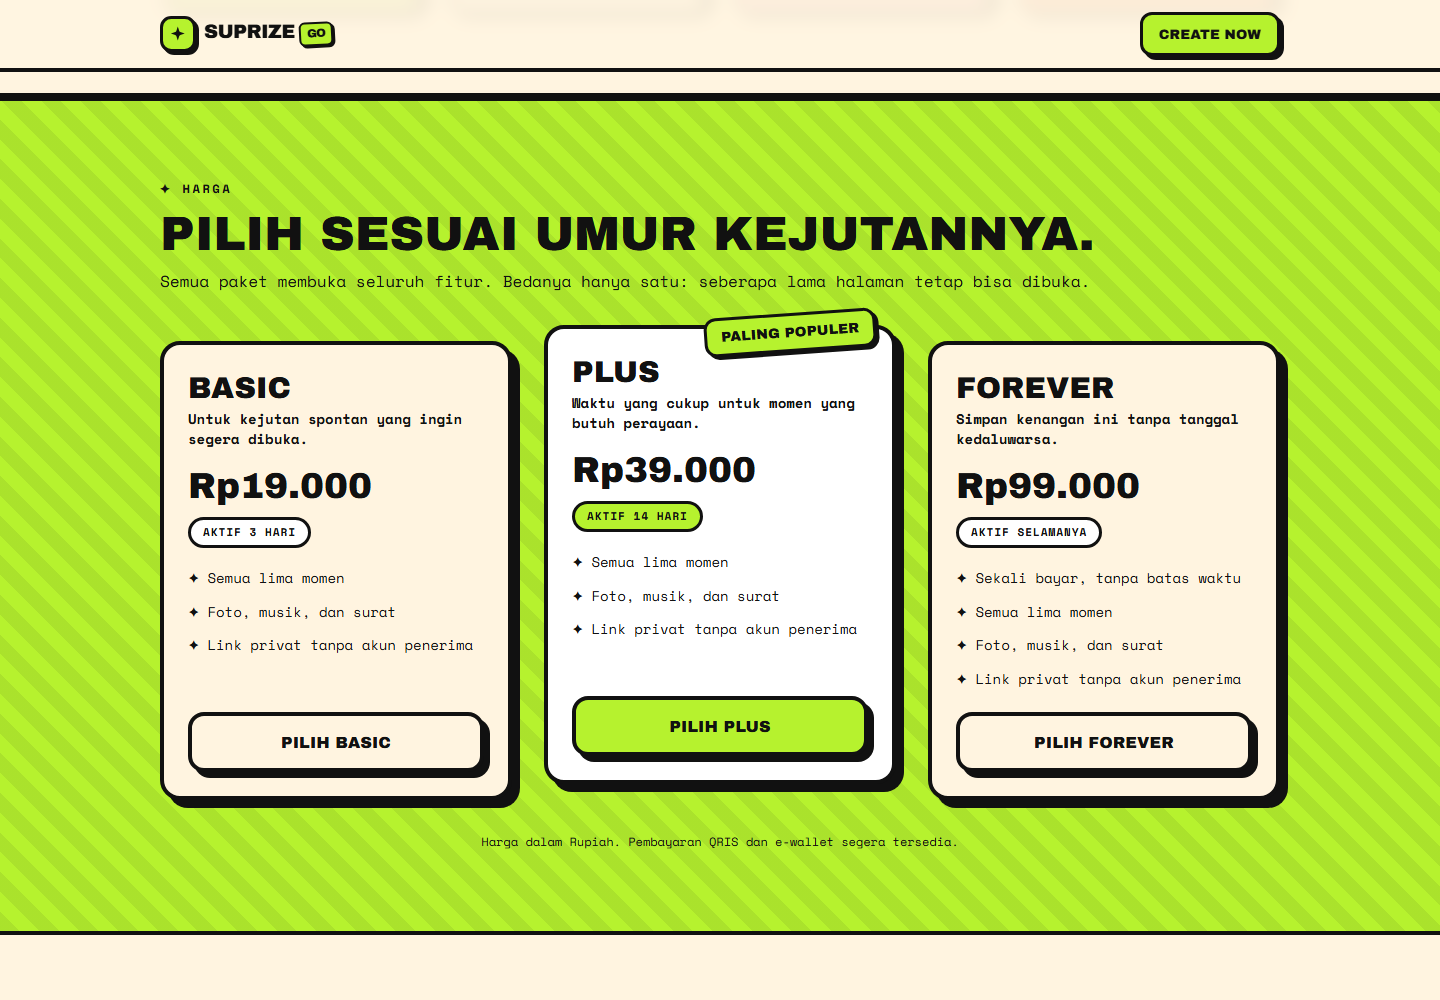 SUPRIZE GO
CREATE NOW
✦ HARGA
PILIH SESUAI UMUR KEJUTANNYA.
Semua paket membuka seluruh fitur. Bedanya hanya satu: seberapa lama halaman tetap bisa dibuka.
BASIC
Untuk kejutan spontan yang ingin
segera dibuka.
Rp19.000
AKTIF 3 HARI
✦ Semua lima momen
✦ Foto, musik, dan surat
✦ Link privat tanpa akun penerima
PILIH BASIC
PALING POPULER
PLUS
Waktu yang cukup untuk momen yang
butuh perayaan.
Rp39.000
AKTIF 14 HARI
✦ Semua lima momen
✦ Foto, musik, dan surat
✦ Link privat tanpa akun penerima
PILIH PLUS
FOREVER
Simpan kenangan ini tanpa tanggal
kedaluwarsa.
Rp99.000
AKTIF SELAMANYA
✦ Sekali bayar, tanpa batas waktu
✦ Semua lima momen
✦ Foto, musik, dan surat
✦ Link privat tanpa akun penerima
PILIH FOREVER
Harga dalam Rupiah. Pembayaran QRIS dan e-wallet segera tersedia.